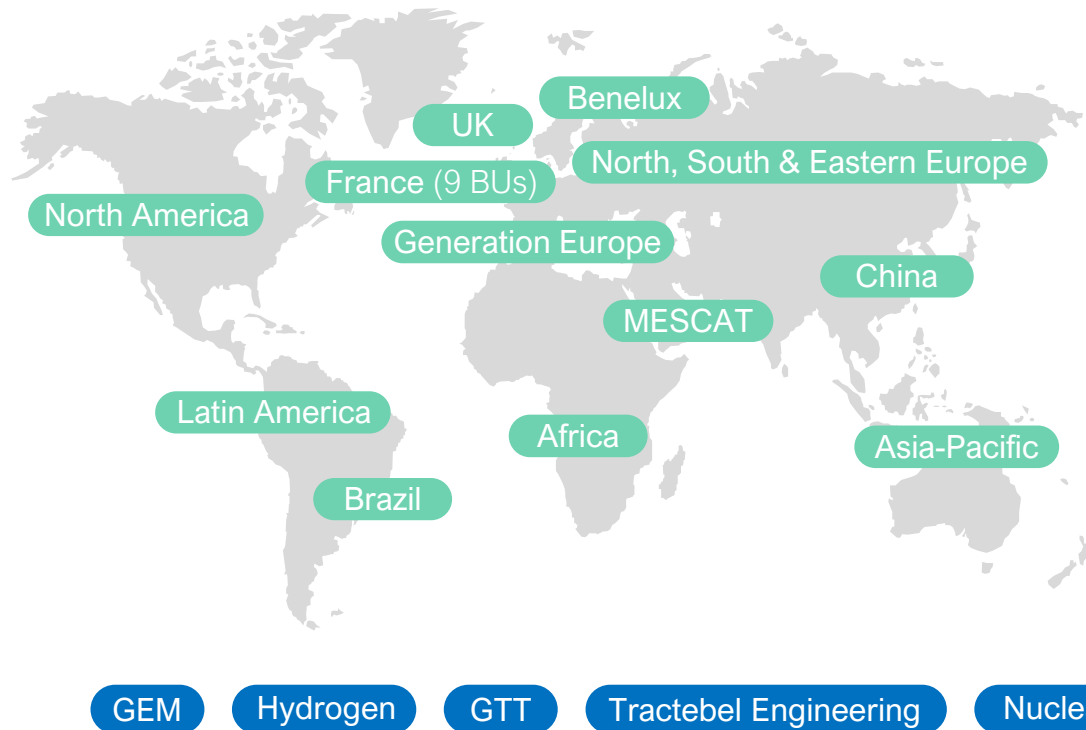 Benelux
UK
North, South & Eastern Europe
France (9 BUs)
North America
Generation Europe
China
MESCAT
Latin America
Africa
Asia-Pacific
Brazil
GEM
Hydrogen
GTT
Tractebel Engineering